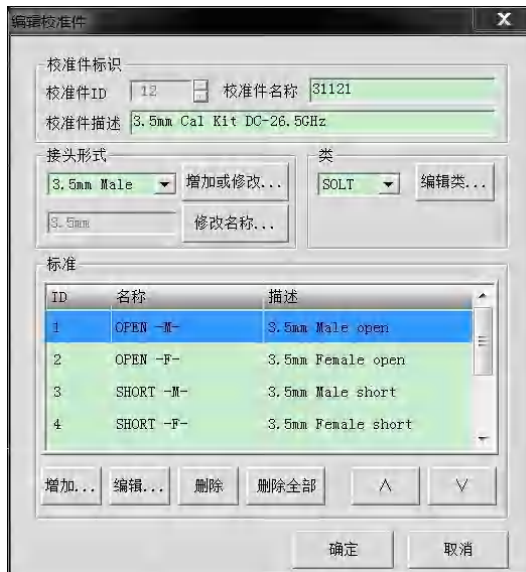 编辑校准件
X
校准件标识
校准件ID 12 校准件名称 31121
校准件描述 3.5mm Cal Kit DC-26.5GHz
接头形式 类
3.5mm Male 增加或修改... SOLT 编辑类...
3.5mm 修改名称...
标准
ID 名称 描述
1 OPEN -M- 3.5mm Male open
2 OPEN -F- 3.5mm Female open
3 SHORT -M- 3.5mm Male short
4 SHORT -F- 3.5mm Female short
增加... 编辑... 删除 删除全部 ∧ ∨
确定 取消